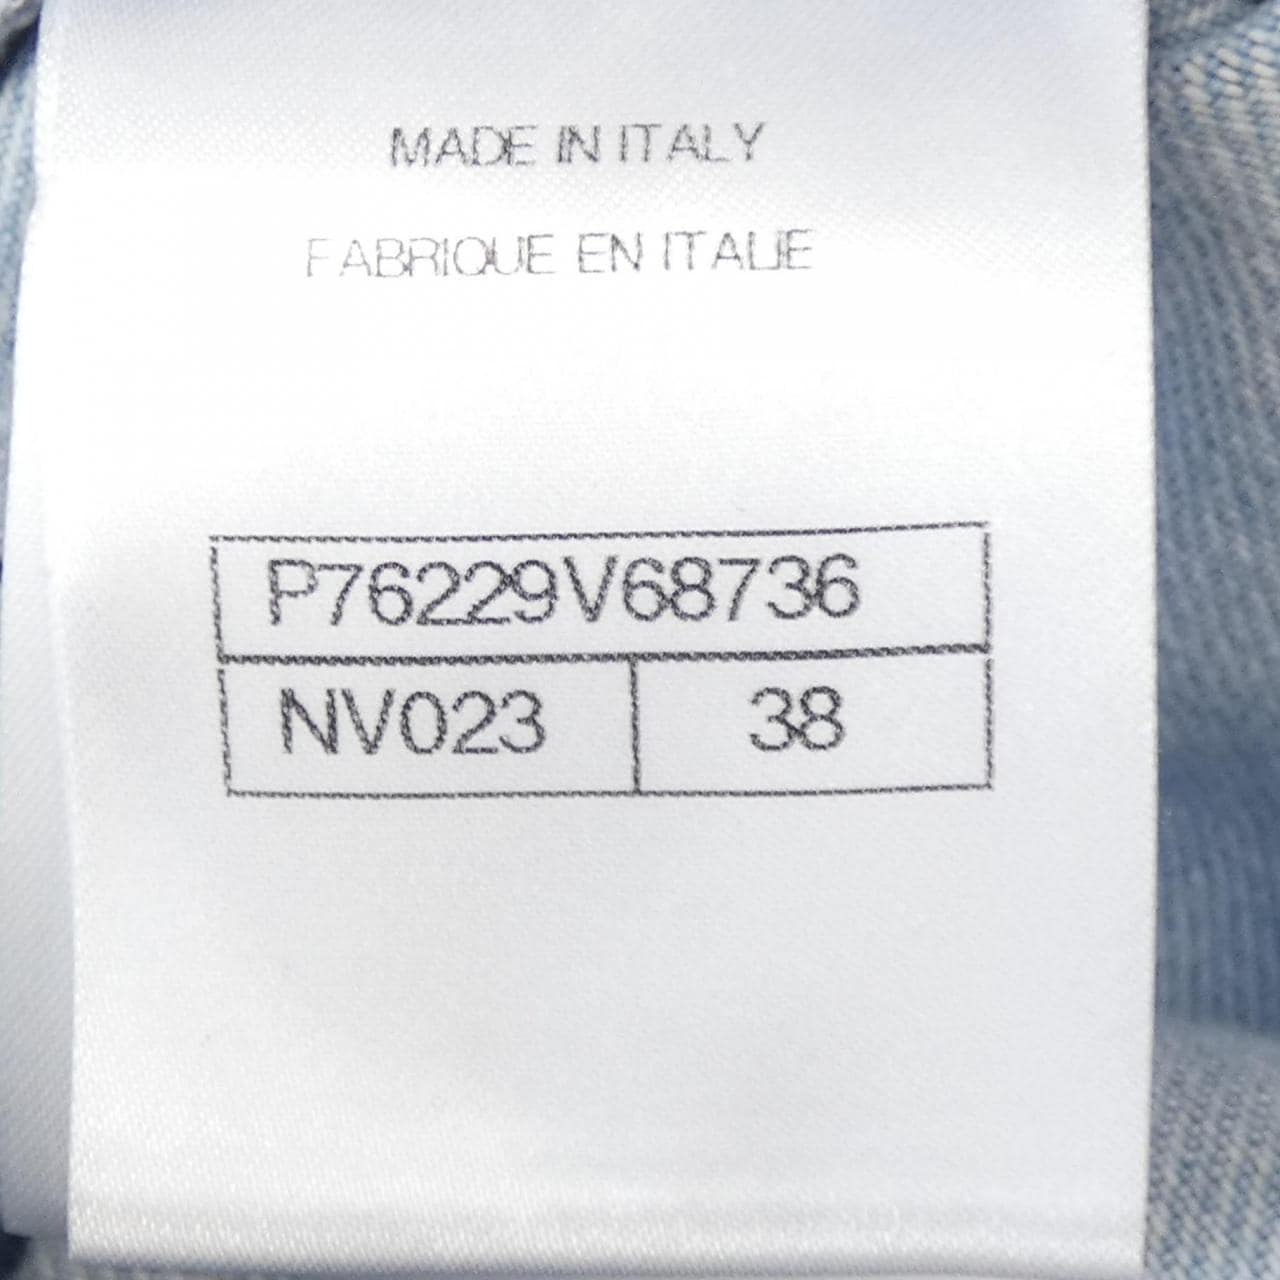 MADE IN ITALY
FABRIQUE EN ITALIE
P76229V68736
NV023 38